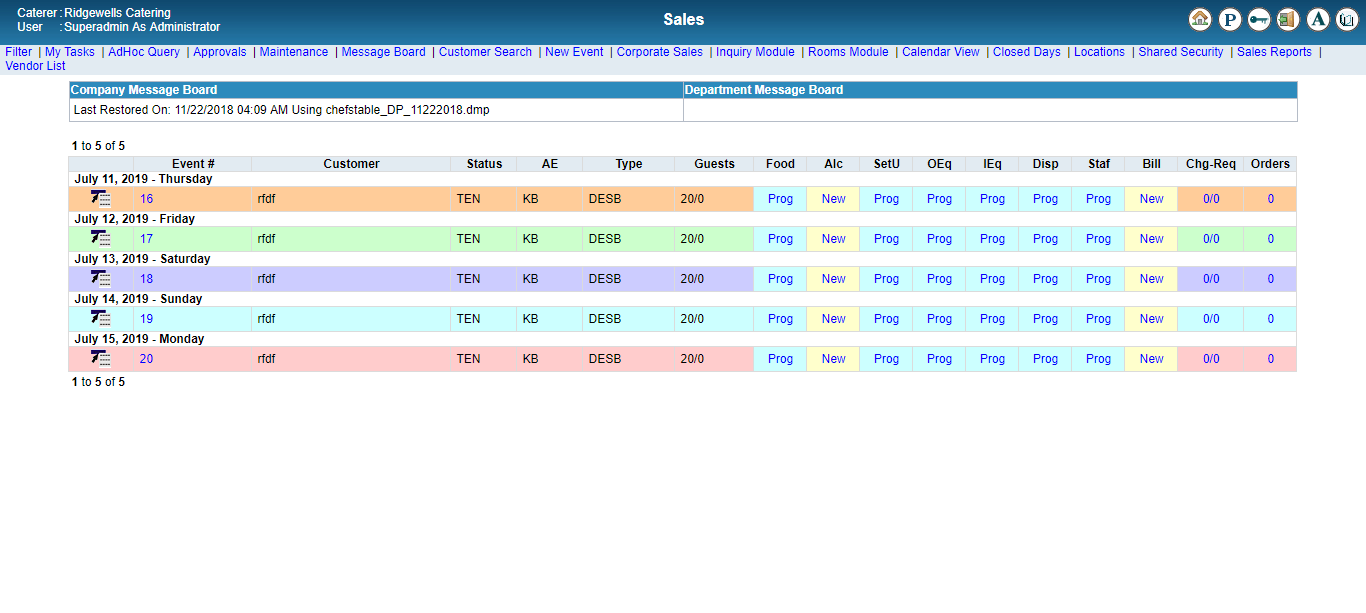 Caterer : Ridgewells Catering
User : Superadmin As Administrator
Sales
P
A
Filter | My Tasks | AdHoc Query | Approvals | Maintenance | Message Board | Customer Search | New Event | Corporate Sales | Inquiry Module | Rooms Module | Calendar View | Closed Days | Locations | Shared Security | Sales Reports |
Vendor List
Company Message Board Department Message Board
Last Restored On: 11/22/2018 04:09 AM Using chefstable_DP_11222018.dmp
1 to 5 of 5
Event # Customer Status AE Type Guests Food Alc SetU OEq IEq Disp Staf Bill Chg-Req Orders
July 11, 2019 - Thursday
16 rfdf TEN KB DESB 20/0 Prog New Prog Prog Prog Prog Prog New 0/0 0
July 12, 2019 - Friday
17 rfdf TEN KB DESB 20/0 Prog New Prog Prog Prog Prog Prog New 0/0 0
July 13, 2019 - Saturday
18 rfdf TEN KB DESB 20/0 Prog New Prog Prog Prog Prog Prog New 0/0 0
July 14, 2019 - Sunday
19 rfdf TEN KB DESB 20/0 Prog New Prog Prog Prog Prog Prog New 0/0 0
July 15, 2019 - Monday
20 rfdf TEN KB DESB 20/0 Prog New Prog Prog Prog Prog Prog New 0/0 0
1 to 5 of 5